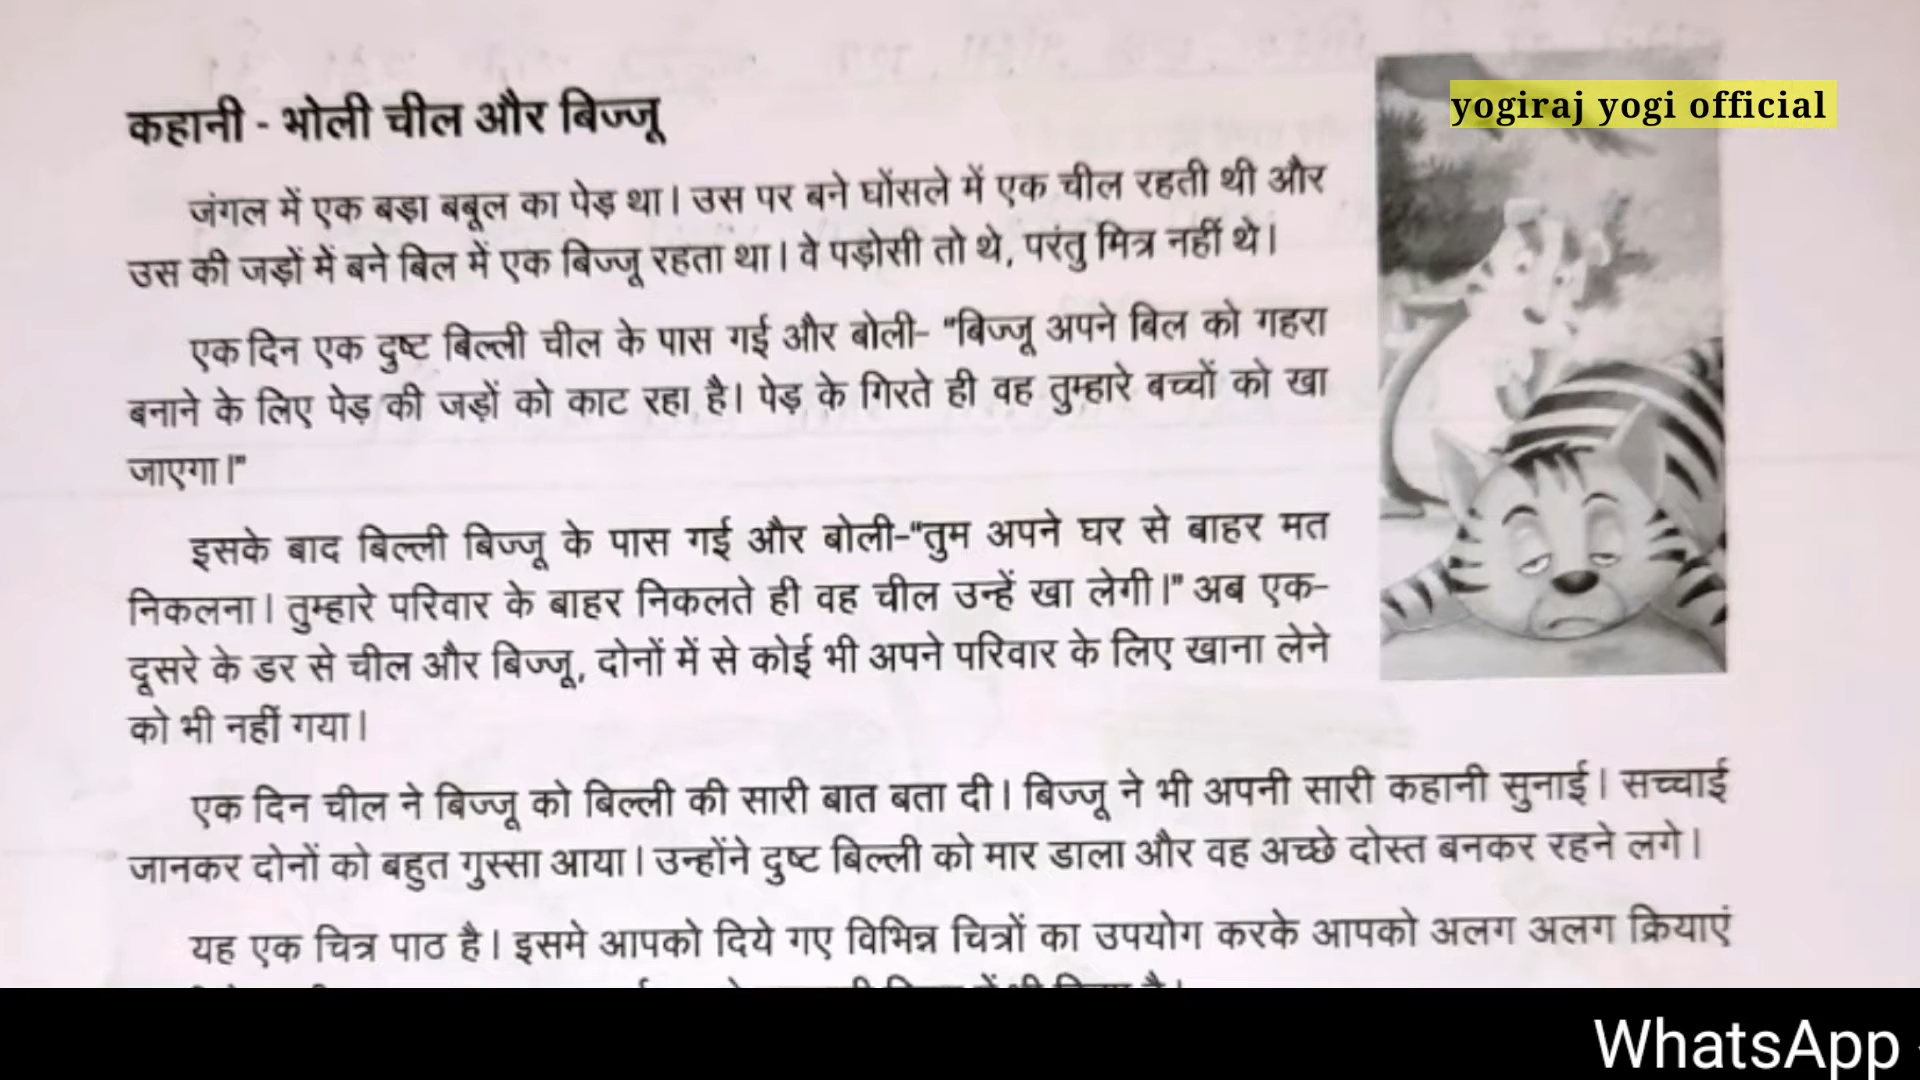 yogiraj yogi official
कहानी - भोली चील और बिज्जू
जंगल में एक बड़ा बबूल का पेड़ था। उस पर बने घोंसले में एक चील रहती थी और
उस की जड़ों में बने बिल में एक बिज्जू रहता था। वे पड़ोसी तो थे, परंतु मित्र नहीं थे।
एक दिन एक दुष्ट बिल्ली चील के पास गई और बोली- "बिज्जू अपने बिल को गहरा
बनाने के लिए पेड़ की जड़ों को काट रहा है। पेड़ के गिरते ही वह तुम्हारे बच्चों को खा
जाएगा।"
इसके बाद बिल्ली बिज्जू के पास गई और बोली-"तुम अपने घर से बाहर मत
निकलना। तुम्हारे परिवार के बाहर निकलते ही वह चील उन्हें खा लेगी।" अब एक-
दूसरे के डर से चील और बिज्जू, दोनों में से कोई भी अपने परिवार के लिए खाना लेने
को भी नहीं गया।
एक दिन चील ने बिज्जू को बिल्ली की सारी बात बता दी। बिज्जू ने भी अपनी सारी कहानी सुनाई। सच्चाई
जानकर दोनों को बहुत गुस्सा आया। उन्होंने दुष्ट बिल्ली को मार डाला और वह अच्छे दोस्त बनकर रहने लगे।
यह एक चित्र पाठ है। इसमे आपको दिये गए विभिन्न चित्रों का उपयोग करके आपको अलग अलग क्रियाएं
WhatsApp